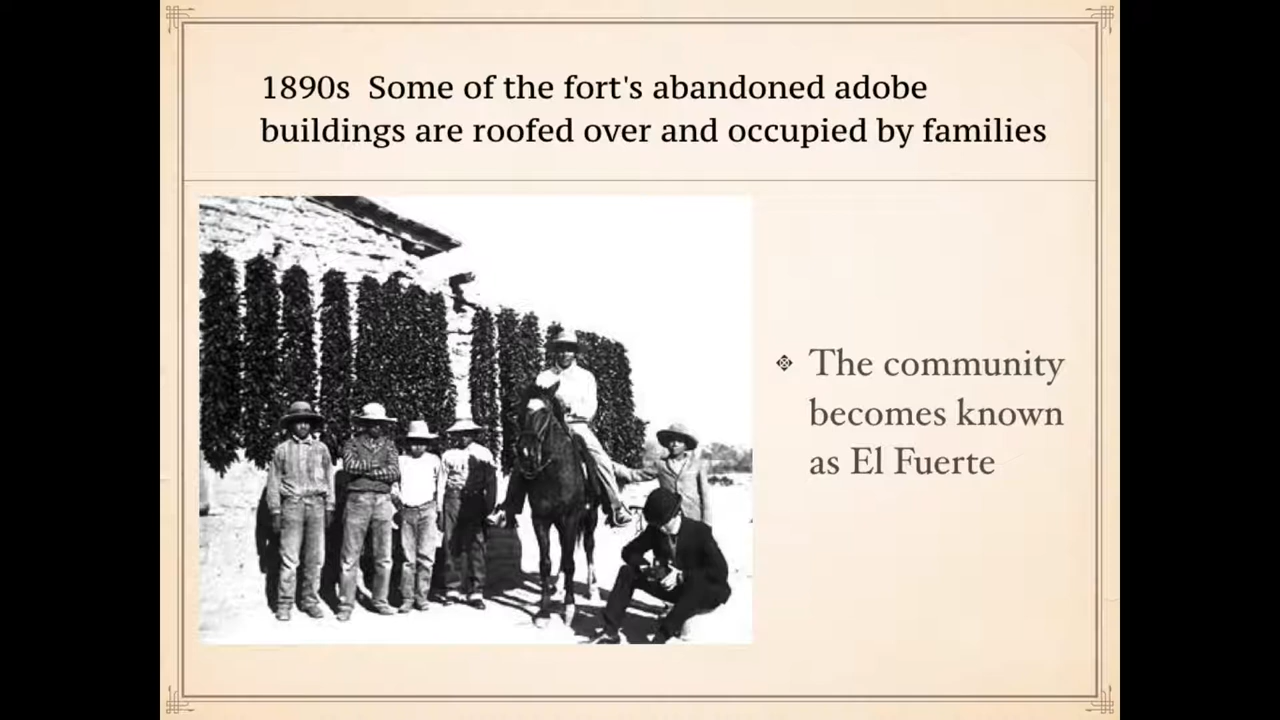 1890s  Some of the fort's abandoned adobe
buildings are roofed over and occupied by families
The community
becomes known
as El Fuerte